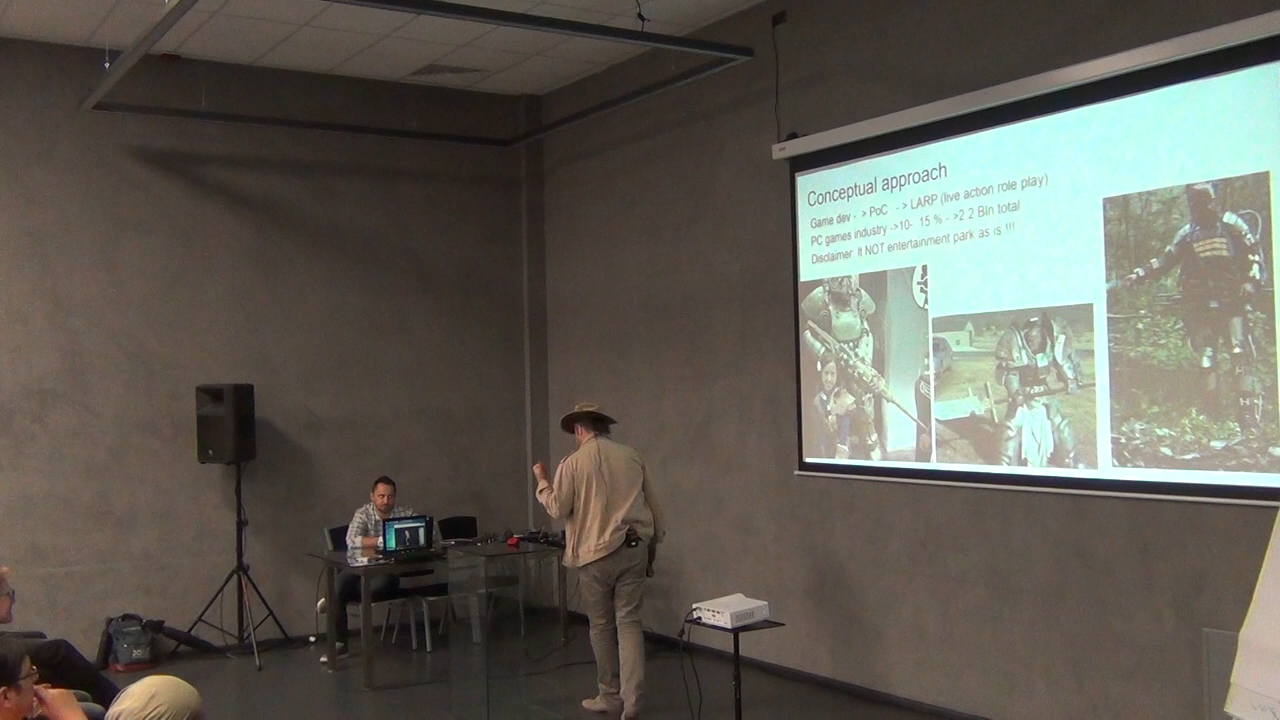 Conceptual approach
Game dev - > PoC - > LARP (live action role play)
PC games industry ->10- 15 % - >2.2 Bln total
Disclaimer It NOT entertainment park as is !!!